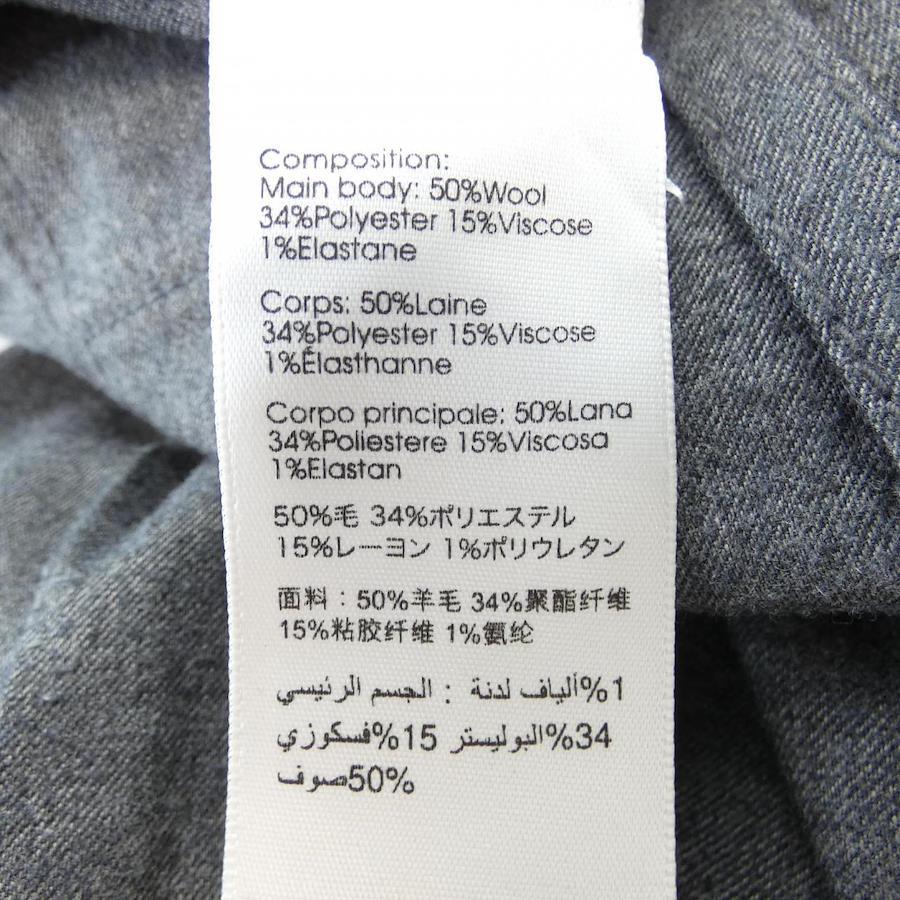 Composition:
Main body: 50%Wool
34%Polyester 15%Viscose
1%Elastane
Corps: 50%Laine
34%Polyester 15%Viscose
1%Élasthanne
Corpo principale: 50%Lana
34%Poliestere 15%Viscosa
1%Elastan
50%毛 34%ポリエステル
15%レーヨン 1%ポリウレタン
面料：50%羊毛 34%聚酯纤维
15%粘胶纤维 1%氨纶
1%ألياف لدنة : الجسم الرئيسي
34%البوليستر 15%فسكوزي
50%صوف